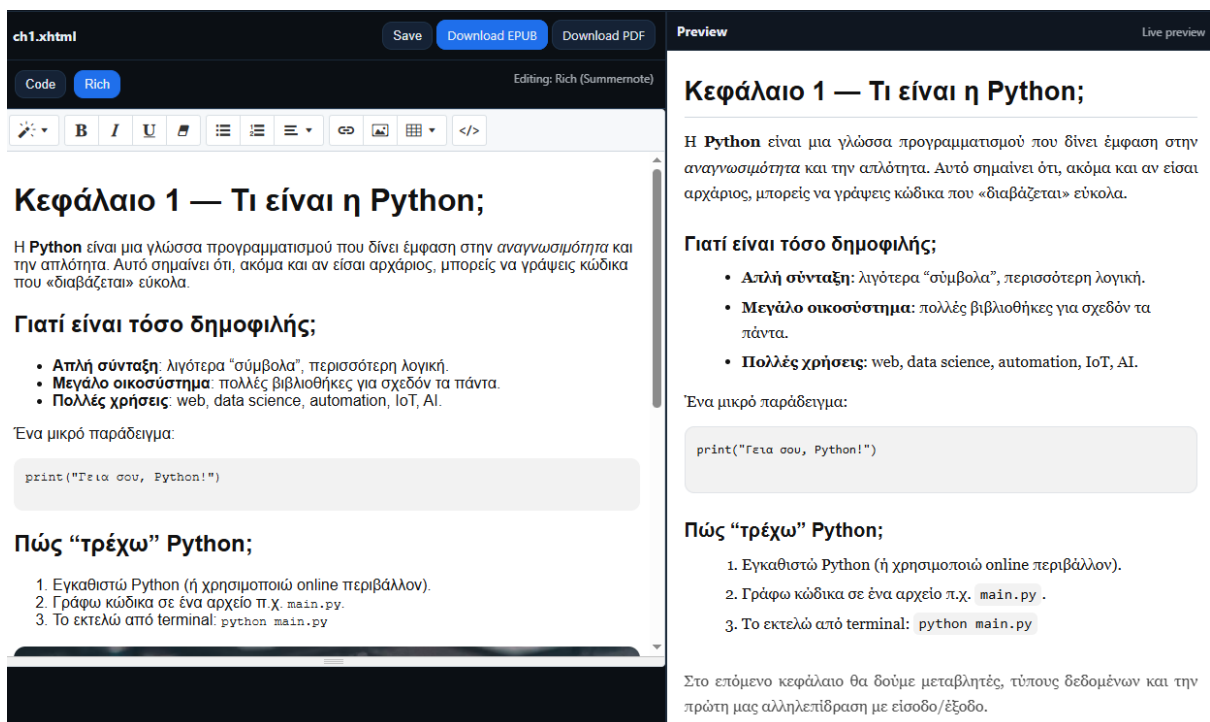 ch1.xhtml
Save
Download EPUB
Download PDF
Code
Rich
Editing: Rich (Summernote)
B I U
</>
Κεφάλαιο 1 — Τι είναι η Python;
Η Python είναι μια γλώσσα προγραμματισμού που δίνει έμφαση στην αναγνωσιμότητα και
την απλότητα. Αυτό σημαίνει ότι, ακόμα και αν είσαι αρχάριος, μπορείς να γράψεις κώδικα
που «διαβάζεται» εύκολα.
Γιατί είναι τόσο δημοφιλής;
• Απλή σύνταξη: λιγότερα “σύμβολα”, περισσότερη λογική.
• Μεγάλο οικοσύστημα: πολλές βιβλιοθήκες για σχεδόν τα πάντα.
• Πολλές χρήσεις: web, data science, automation, IoT, AI.
Ένα μικρό παράδειγμα:
print("Γεια σου, Python!")
Πώς “τρέχω” Python;
1. Εγκαθιστώ Python (ή χρησιμοποιώ online περιβάλλον).
2. Γράφω κώδικα σε ένα αρχείο π.χ. main.py.
3. Το εκτελώ από terminal: python main.py
Preview
Live preview
Κεφάλαιο 1 — Τι είναι η Python;
Η Python είναι μια γλώσσα προγραμματισμού που δίνει έμφαση στην
αναγνωσιμότητα και την απλότητα. Αυτό σημαίνει ότι, ακόμα και αν είσαι
αρχάριος, μπορείς να γράψεις κώδικα που «διαβάζεται» εύκολα.
Γιατί είναι τόσο δημοφιλής;
• Απλή σύνταξη: λιγότερα “σύμβολα”, περισσότερη λογική.
• Μεγάλο οικοσύστημα: πολλές βιβλιοθήκες για σχεδόν τα
πάντα.
• Πολλές χρήσεις: web, data science, automation, IoT, AI.
Ένα μικρό παράδειγμα:
print("Γεια σου, Python!")
Πώς “τρέχω” Python;
1. Εγκαθιστώ Python (ή χρησιμοποιώ online περιβάλλον).
2. Γράφω κώδικα σε ένα αρχείο π.χ. main.py .
3. Το εκτελώ από terminal: python main.py
Στο επόμενο κεφάλαιο θα δούμε μεταβλητές, τύπους δεδομένων και την
πρώτη μας αλληλεπίδραση με είσοδο/έξοδο.